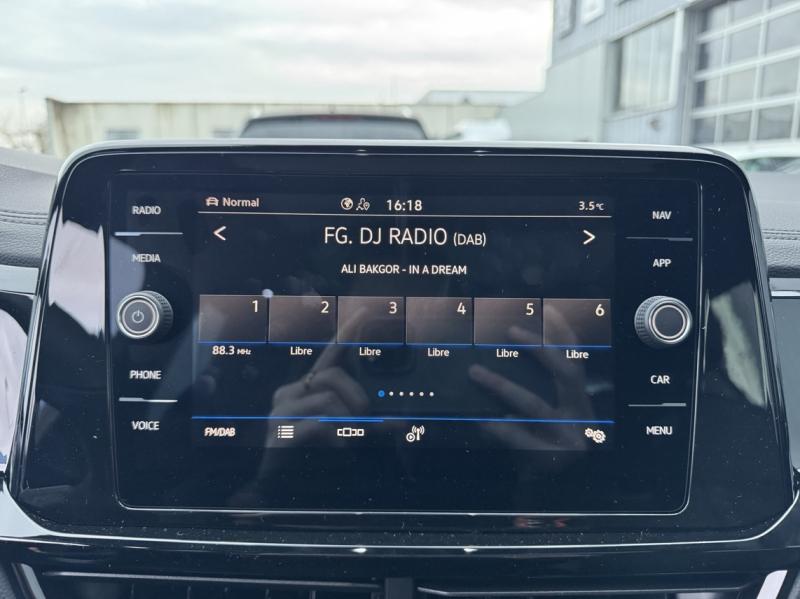 RADIO
MEDIA
PHONE
VOICE
Normal
16:18
3.5°C
< FG. DJ RADIO (DAB) >
ALI BAKGOR - IN A DREAM
1 2 3 4 5 6
88.3 MHz Libre Libre Libre Libre Libre
FM/DAB
NAV
APP
CAR
MENU